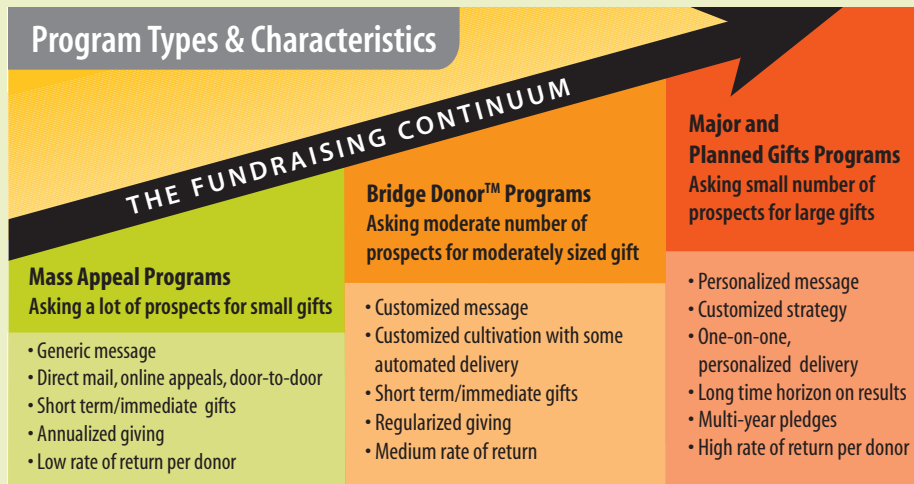 Program Types & Characteristics
THE FUNDRAISING CONTINUUM
Mass Appeal Programs
Asking a lot of prospects for small gifts
• Generic message
• Direct mail, online appeals, door-to-door
• Short term/immediate gifts
• Annualized giving
• Low rate of return per donor
Bridge Donor™ Programs
Asking moderate number of
prospects for moderately sized gift
• Customized message
• Customized cultivation with some
automated delivery
• Short term/immediate gifts
• Regularized giving
• Medium rate of return
Major and
Planned Gifts Programs
Asking small number of
prospects for large gifts
• Personalized message
• Customized strategy
• One-on-one,
personalized delivery
• Long time horizon on results
• Multi-year pledges
• High rate of return per donor